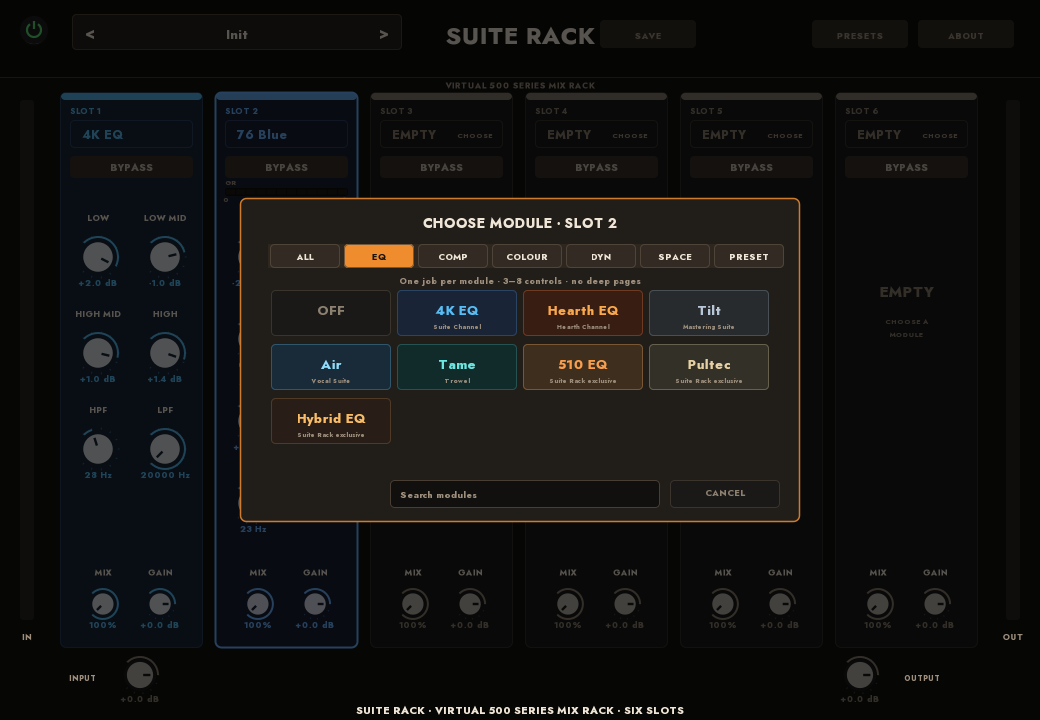 < Init >
SUITE RACK
SAVE
PRESETS
ABOUT
VIRTUAL 500 SERIES MIX RACK
SLOT 1
SLOT 2
SLOT 3
SLOT 4
SLOT 5
SLOT 6
4K EQ
76 Blue
EMPTY CHOOSE
EMPTY CHOOSE
EMPTY CHOOSE
EMPTY CHOOSE
BYPASS
BYPASS
BYPASS
BYPASS
BYPASS
BYPASS
GR
LOW
LOW MID
+2.0 dB
-1.0 dB
HIGH MID
HIGH
+1.0 dB
+1.4 dB
HPF
LPF
28 Hz
20000 Hz
CHOOSE MODULE · SLOT 2
ALL
EQ
COMP
COLOUR
DYN
SPACE
PRESET
One job per module · 3–8 controls · no deep pages
OFF
4K EQ
Suite Channel
Hearth EQ
Hearth Channel
Tilt
Mastering Suite
Air
Vocal Suite
Tame
Trowel
510 EQ
Suite Rack exclusive
Pultec
Suite Rack exclusive
Hybrid EQ
Suite Rack exclusive
Search modules
CANCEL
23 Hz
EMPTY
CHOOSE A
MODULE
MIX
GAIN
MIX
GAIN
MIX
GAIN
MIX
GAIN
MIX
GAIN
MIX
GAIN
100%
+0.0 dB
100%
+0.0 dB
100%
+0.0 dB
100%
+0.0 dB
100%
+0.0 dB
100%
+0.0 dB
IN
OUT
INPUT
+0.0 dB
+0.0 dB
OUTPUT
SUITE RACK · VIRTUAL 500 SERIES MIX RACK · SIX SLOTS